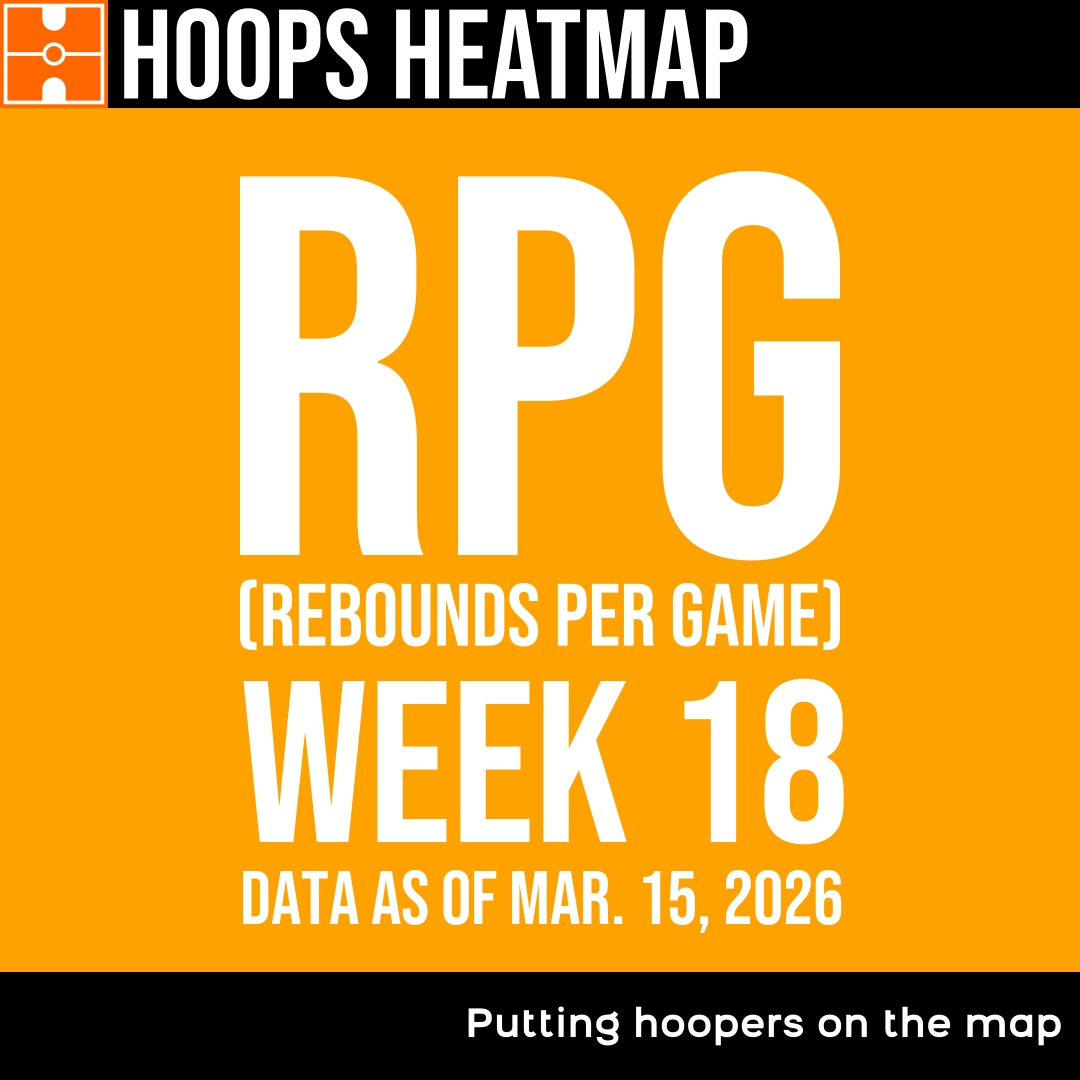 HOOPS HEATMAP
RPG
(REBOUNDS PER GAME)
WEEK 18
DATA AS OF MAR. 15, 2026
Putting hoopers on the map